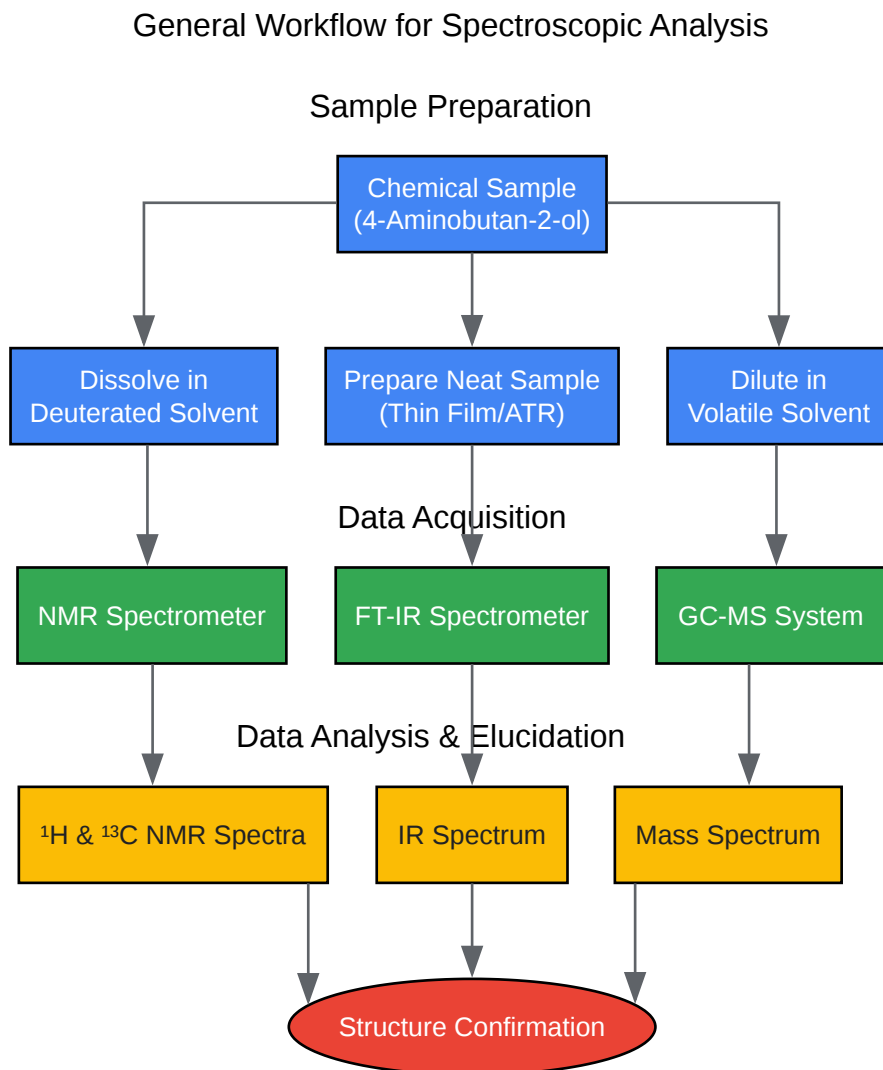 General Workflow for Spectroscopic Analysis
Sample Preparation
Chemical Sample
(4-Aminobutan-2-ol)
Dissolve in
Deuterated Solvent
Prepare Neat Sample
(Thin Film/ATR)
Dilute in
Volatile Solvent
Data Acquisition
NMR Spectrometer
FT-IR Spectrometer
GC-MS System
Data Analysis & Elucidation
¹H & ¹³C NMR Spectra
IR Spectrum
Mass Spectrum
Structure Confirmation